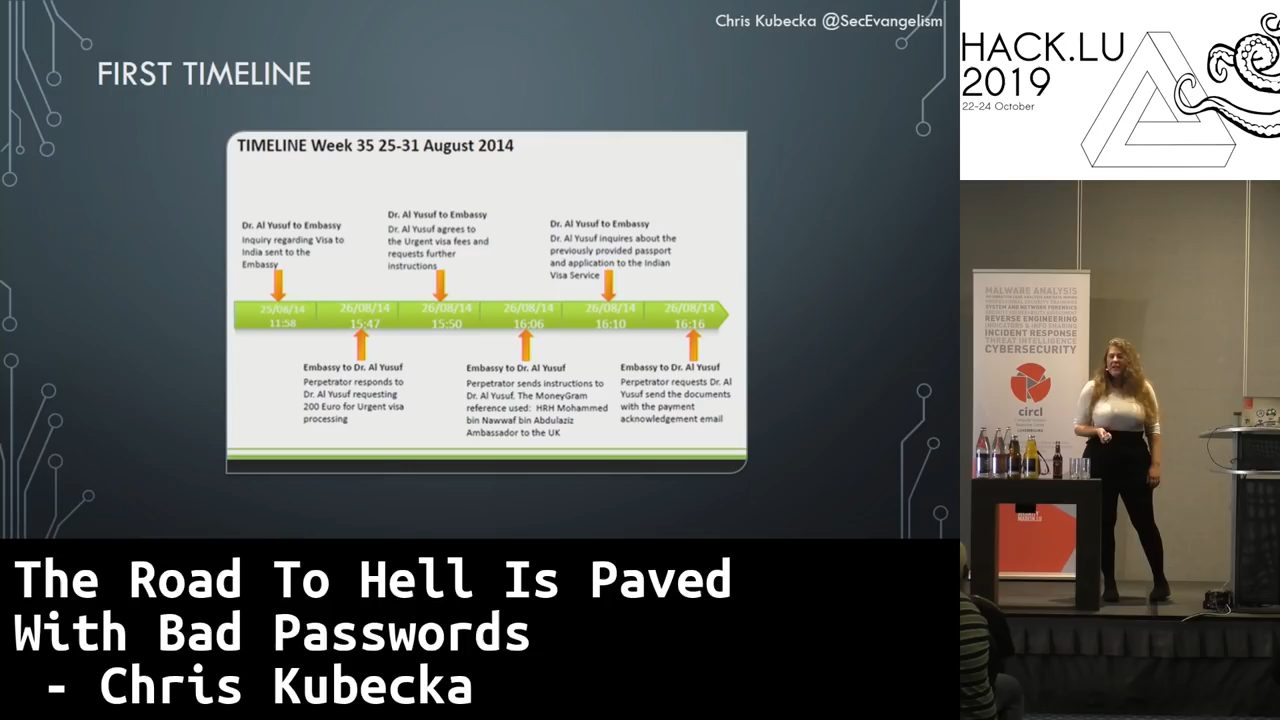 Chris Kubecka @SecEvangelism
FIRST TIMELINE
TIMELINE Week 35 25-31 August 2014
Dr. Al Yusuf to Embassy
Inquiry regarding Visa to
India sent to the
Embassy
Dr. Al Yusuf to Embassy
Dr. Al Yusuf agrees to
the Urgent visa fees and
requests further
instructions
Dr. Al Yusuf to Embassy
Dr. Al Yusuf inquires about the
previously provided passport
and application to the Indian
Visa Service
25/08/14
11:58
26/08/14
15:47
26/08/14
15:50
26/08/14
16:06
26/08/14
16:10
26/08/14
16:16
Embassy to Dr. Al Yusuf
Perpetrator responds to
Dr. Al Yusuf requesting
200 Euro for Urgent visa
processing
Embassy to Dr. Al Yusuf
Perpetrator sends instructions to
Dr. Al Yusuf. The MoneyGram
reference used: HRH Mohammed
bin Nawwaf bin Abdulaziz
Ambassador to the UK
Embassy to Dr. Al Yusuf
Perpetrator requests Dr. Al
Yusuf send the documents
with the payment
acknowledgement email
HACK.LU
2019
22-24 October
MALWARE ANALYSIS
SYSTEM AND NETWORK FORENSICS
REVERSE ENGINEERING
INDICATORS & INFO SHARING
INCIDENT RESPONSE
THREAT INTELLIGENCE
CYBERSECURITY
circl
The Road To Hell Is Paved
With Bad Passwords
- Chris Kubecka